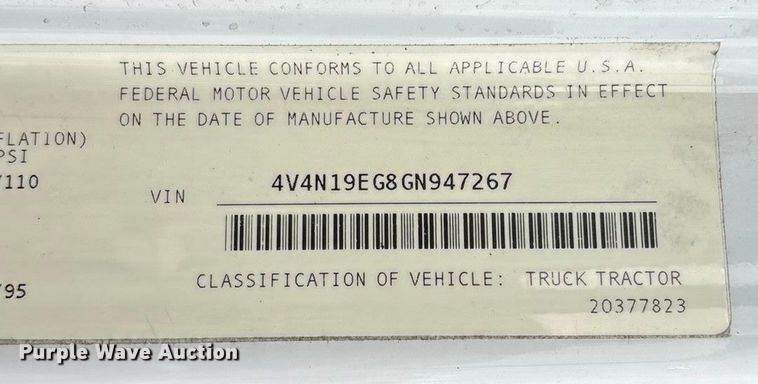 THIS VEHICLE CONFORMS TO ALL APPLICABLE U.S.A.
FEDERAL MOTOR VEHICLE SAFETY STANDARDS IN EFFECT
ON THE DATE OF MANUFACTURE SHOWN ABOVE.
FLATION)
PSI
/110
VIN 4V4N19EG8GN947267
CLASSIFICATION OF VEHICLE: TRUCK TRACTOR
/95
20377823
Purple Wave Auction